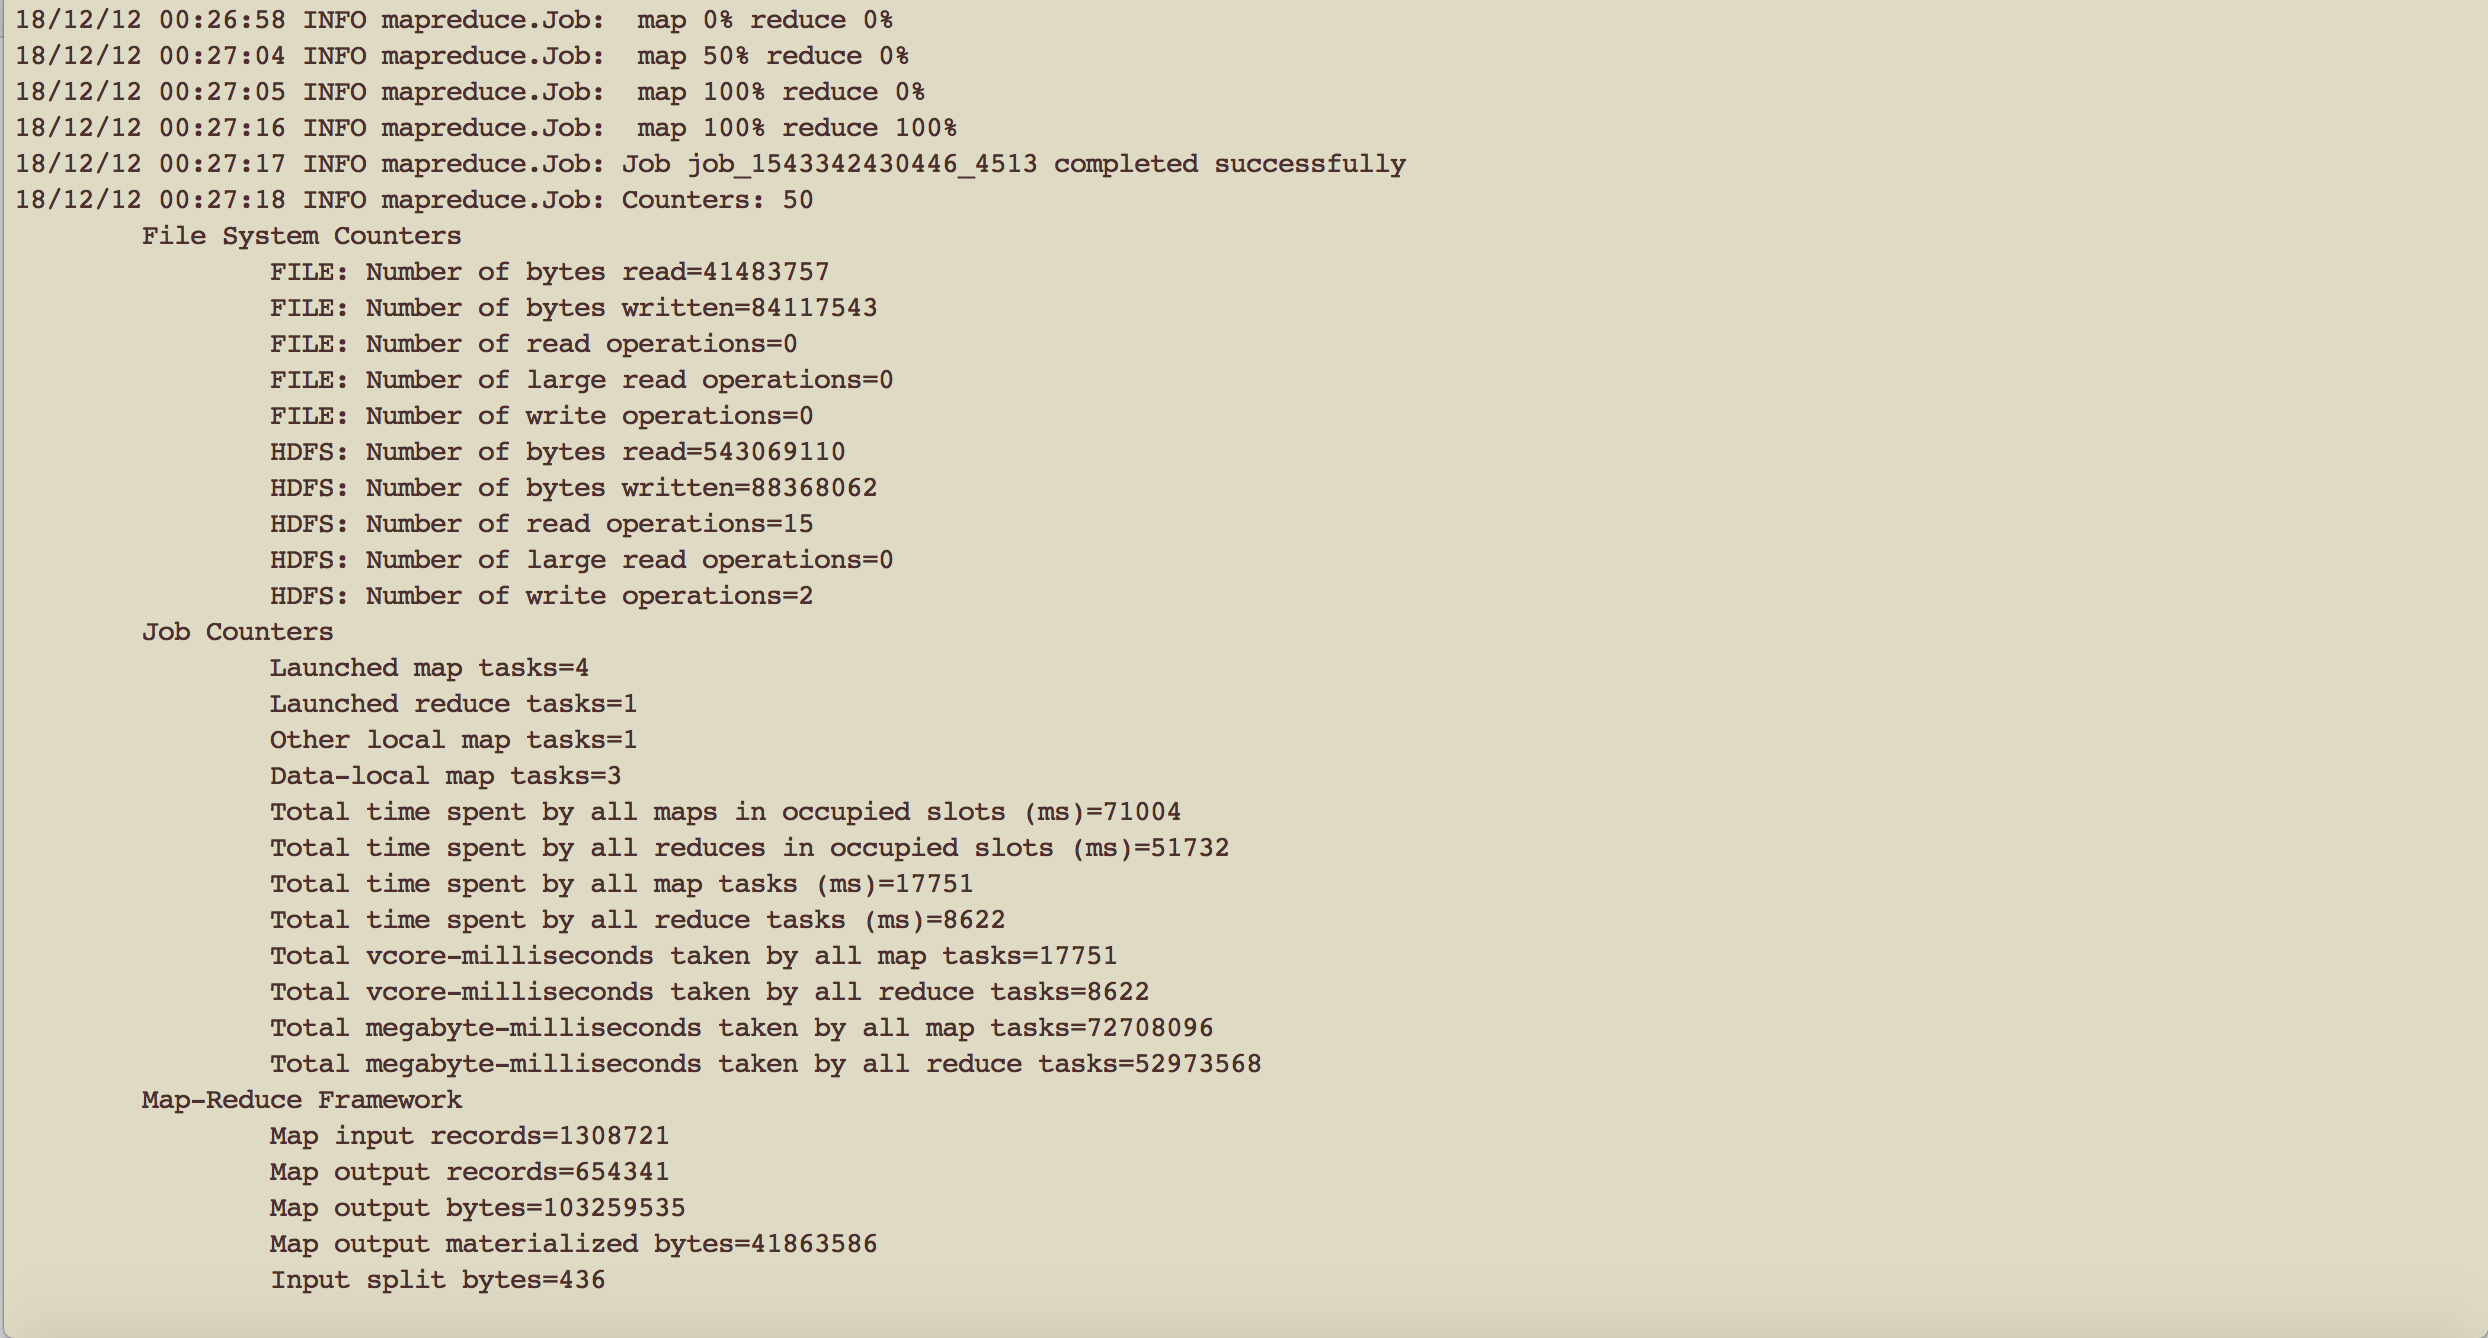 18/12/12 00:26:58 INFO mapreduce.Job:  map 0% reduce 0%
18/12/12 00:27:04 INFO mapreduce.Job:  map 50% reduce 0%
18/12/12 00:27:05 INFO mapreduce.Job:  map 100% reduce 0%
18/12/12 00:27:16 INFO mapreduce.Job:  map 100% reduce 100%
18/12/12 00:27:17 INFO mapreduce.Job: Job job_1543342430446_4513 completed successfully
18/12/12 00:27:18 INFO mapreduce.Job: Counters: 50
File System Counters
FILE: Number of bytes read=41483757
FILE: Number of bytes written=84117543
FILE: Number of read operations=0
FILE: Number of large read operations=0
FILE: Number of write operations=0
HDFS: Number of bytes read=543069110
HDFS: Number of bytes written=88368062
HDFS: Number of read operations=15
HDFS: Number of large read operations=0
HDFS: Number of write operations=2
Job Counters
Launched map tasks=4
Launched reduce tasks=1
Other local map tasks=1
Data-local map tasks=3
Total time spent by all maps in occupied slots (ms)=71004
Total time spent by all reduces in occupied slots (ms)=51732
Total time spent by all map tasks (ms)=17751
Total time spent by all reduce tasks (ms)=8622
Total vcore-milliseconds taken by all map tasks=17751
Total vcore-milliseconds taken by all reduce tasks=8622
Total megabyte-milliseconds taken by all map tasks=72708096
Total megabyte-milliseconds taken by all reduce tasks=52973568
Map-Reduce Framework
Map input records=1308721
Map output records=654341
Map output bytes=103259535
Map output materialized bytes=41863586
Input split bytes=436